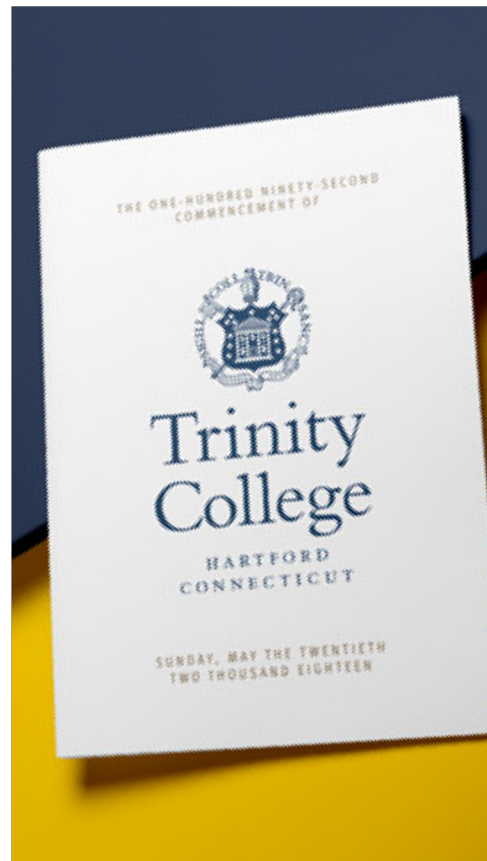 THE ONE-HUNDRED NINETY-SECOND
COMMENCEMENT OF
Trinity
College
HARTFORD
CONNECTICUT
SUNDAY, MAY THE TWENTIETH
TWO THOUSAND EIGHTEEN